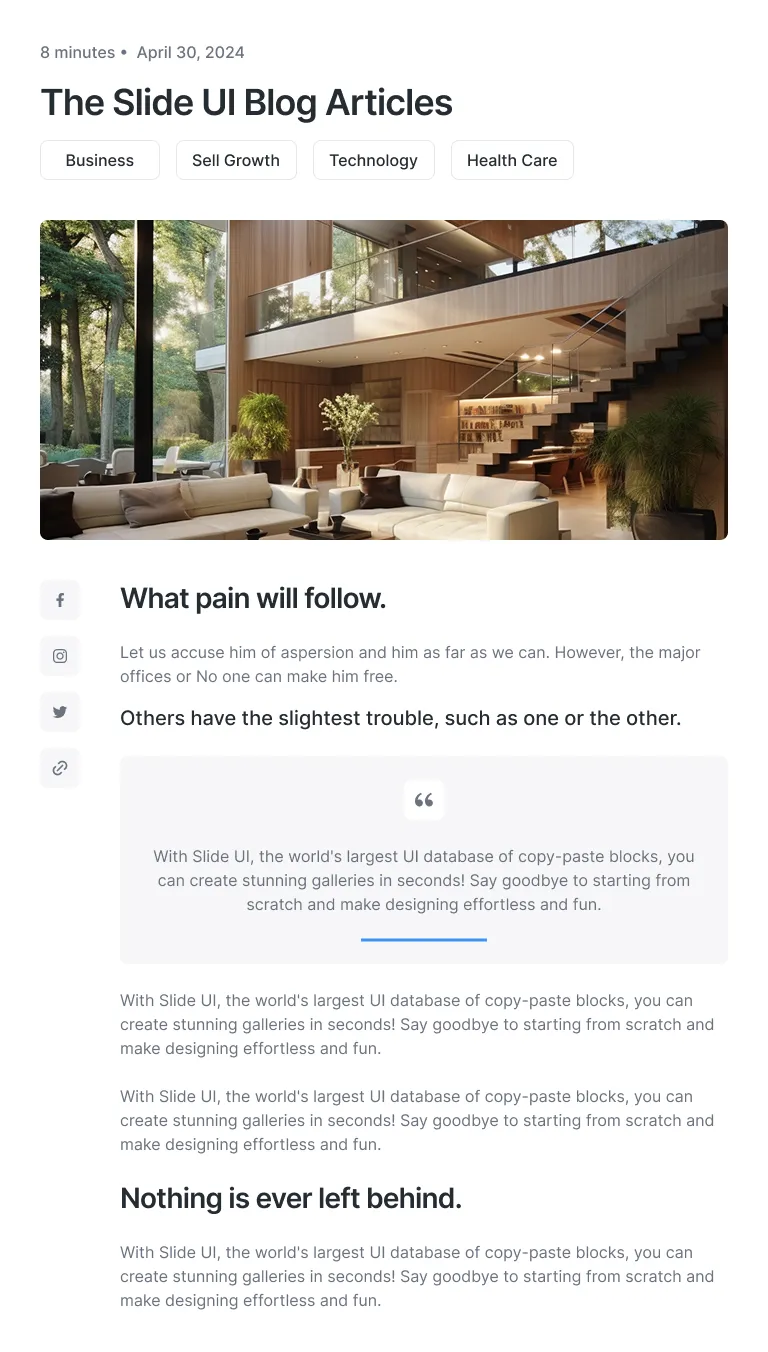 8 minutes • April 30, 2024
The Slide UI Blog Articles
Business
Sell Growth
Technology
Health Care
What pain will follow.
Let us accuse him of aspersion and him as far as we can. However, the major
offices or No one can make him free.
Others have the slightest trouble, such as one or the other.
“
With Slide UI, the world's largest UI database of copy-paste blocks, you
can create stunning galleries in seconds! Say goodbye to starting from
scratch and make designing effortless and fun.
With Slide UI, the world's largest UI database of copy-paste blocks, you can
create stunning galleries in seconds! Say goodbye to starting from scratch and
make designing effortless and fun.
With Slide UI, the world's largest UI database of copy-paste blocks, you can
create stunning galleries in seconds! Say goodbye to starting from scratch and
make designing effortless and fun.
Nothing is ever left behind.
With Slide UI, the world's largest UI database of copy-paste blocks, you can
create stunning galleries in seconds! Say goodbye to starting from scratch and
make designing effortless and fun.